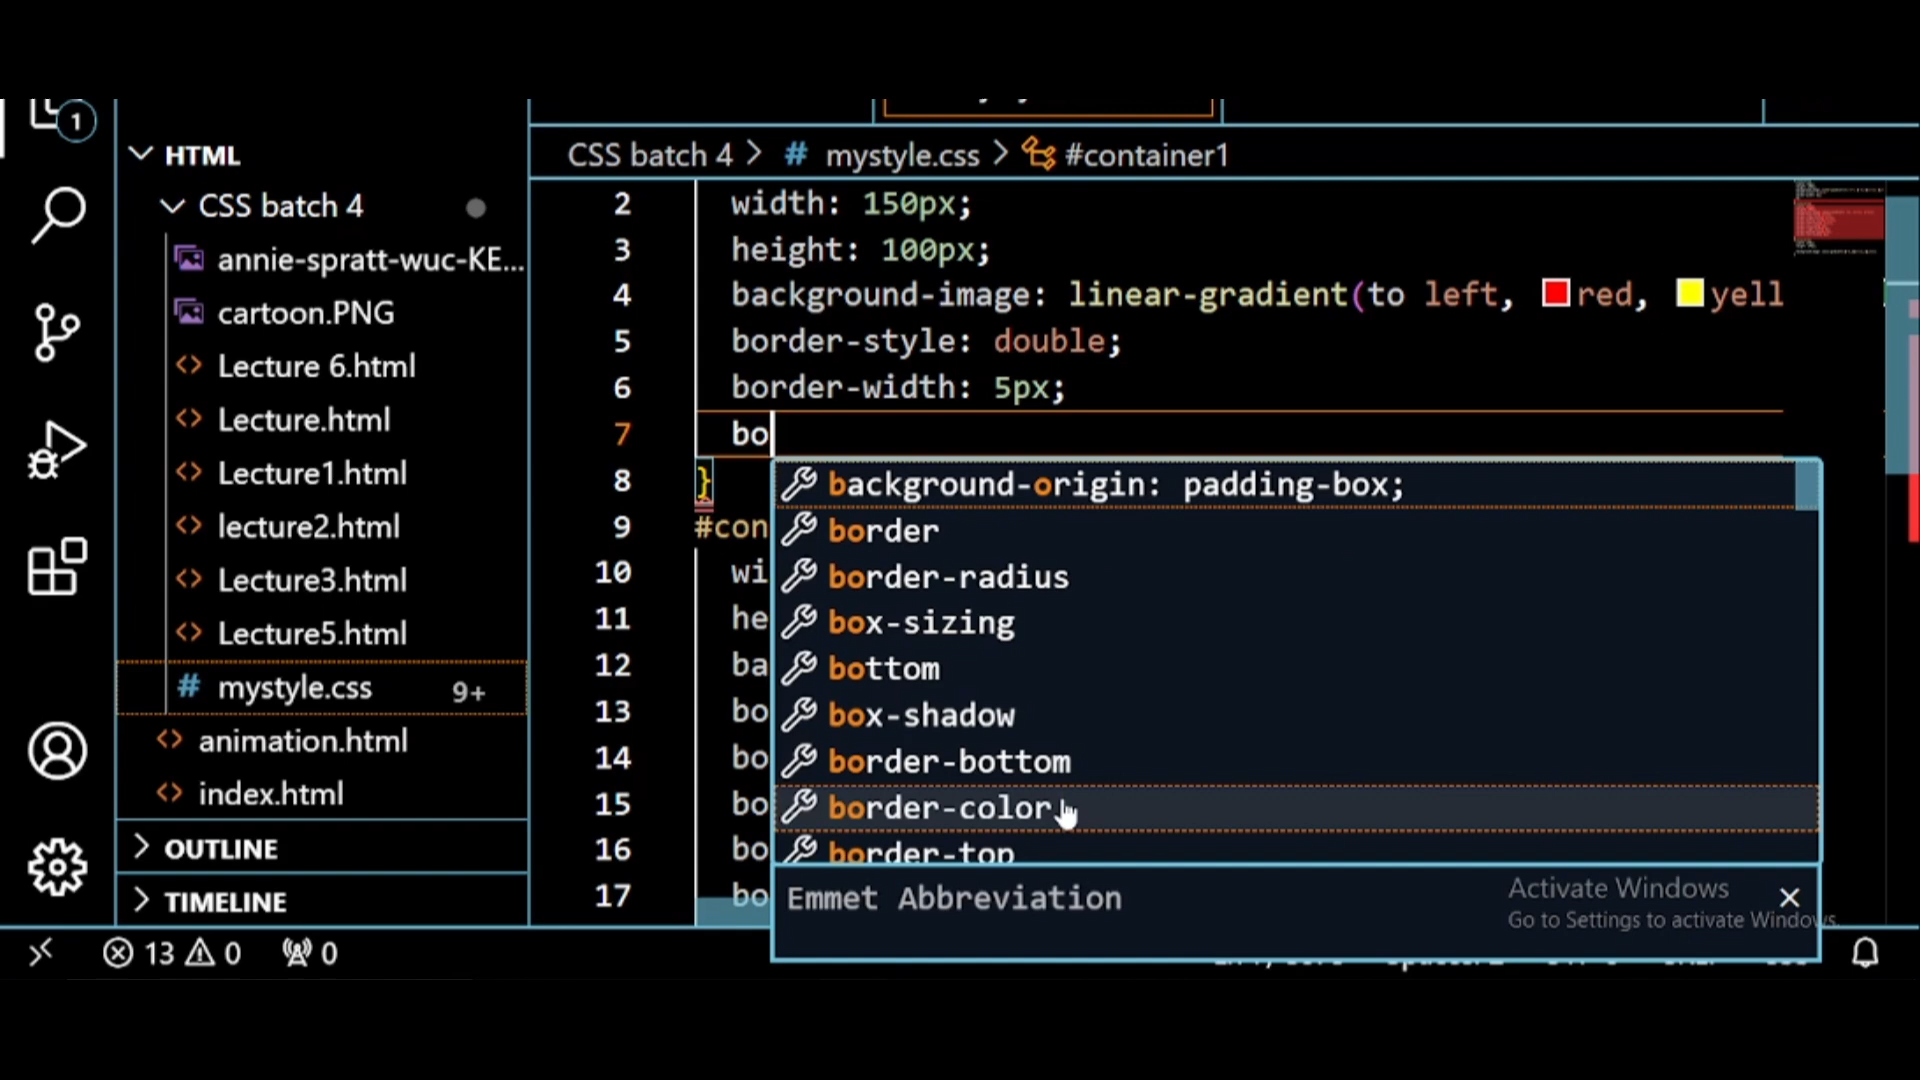 1
HTML
CSS batch 4
annie-spratt-wuc-KE...
cartoon.PNG
Lecture 6.html
Lecture.html
Lecture1.html
lecture2.html
Lecture3.html
Lecture5.html
# mystyle.css 9+
animation.html
index.html
OUTLINE
TIMELINE
CSS batch 4 > # mystyle.css > #container1
2 width: 150px;
3 height: 100px;
4 background-image: linear-gradient(to left, red, yell
5 border-style: double;
6 border-width: 5px;
7 bo
8 }
9 #con
10 wi
11 he
12 ba
13 bo
14 bo
15 bo
16 bo
17 bo
background-origin: padding-box;
border
border-radius
box-sizing
bottom
box-shadow
border-bottom
border-color
border-top
Emmet Abbreviation
Activate Windows
Go to Settings to activate Windows.
13 0 0